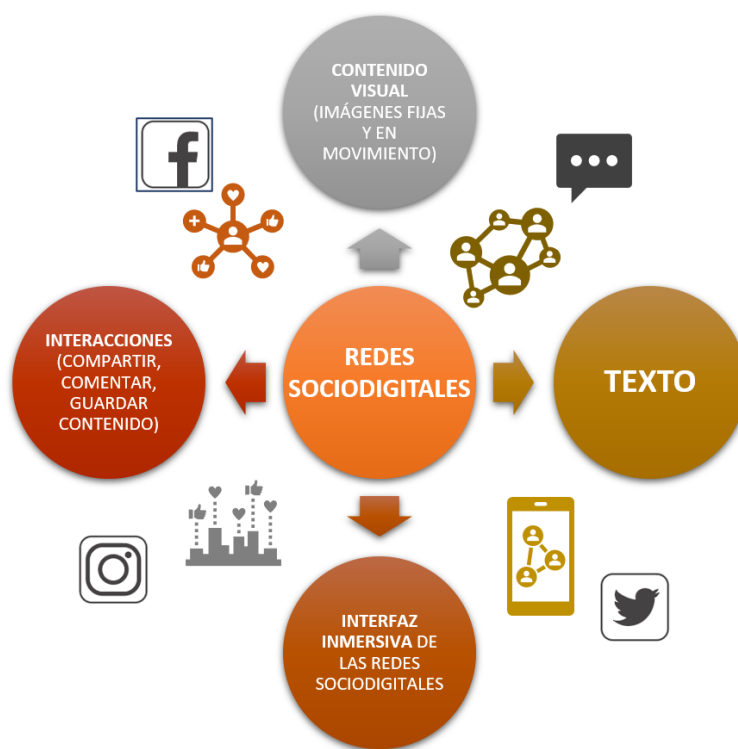 CONTENIDO
VISUAL
(IMÁGENES FIJAS
Y EN
MOVIMIENTO)
INTERACCIONES
(COMPARTIR,
COMENTAR,
GUARDAR
CONTENIDO)
REDES
SOCIODIGITALES
TEXTO
INTERFAZ
INMERSIVA DE
LAS REDES
SOCIODIGITALES